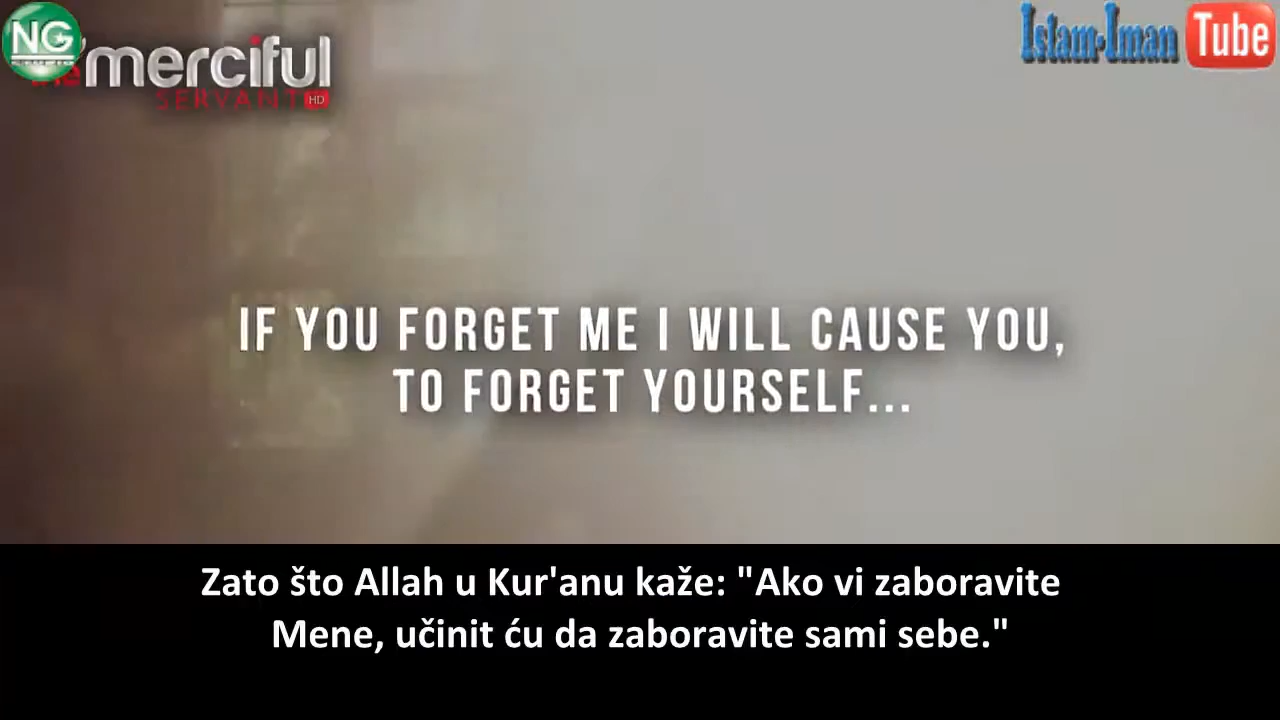 NG
merciful
SERVANT HD
Islam-Iman Tube
IF YOU FORGET ME I WILL CAUSE YOU,
TO FORGET YOURSELF...
Zato što Allah u Kur'anu kaže: "Ako vi zaboravite
Mene, učinit ću da zaboravite sami sebe."